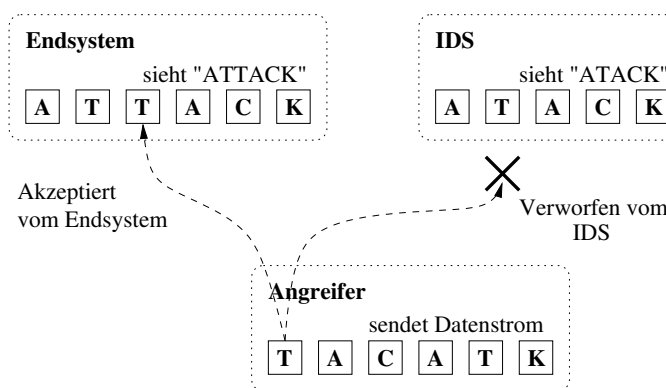 Endsystem
sieht "ATTACK"
A T T A C K
IDS
sieht "ATACK"
A T A C K
Akzeptiert
vom Endsystem
Verworfen vom
IDS
Angreifer
sendet Datenstrom
T A C A T K